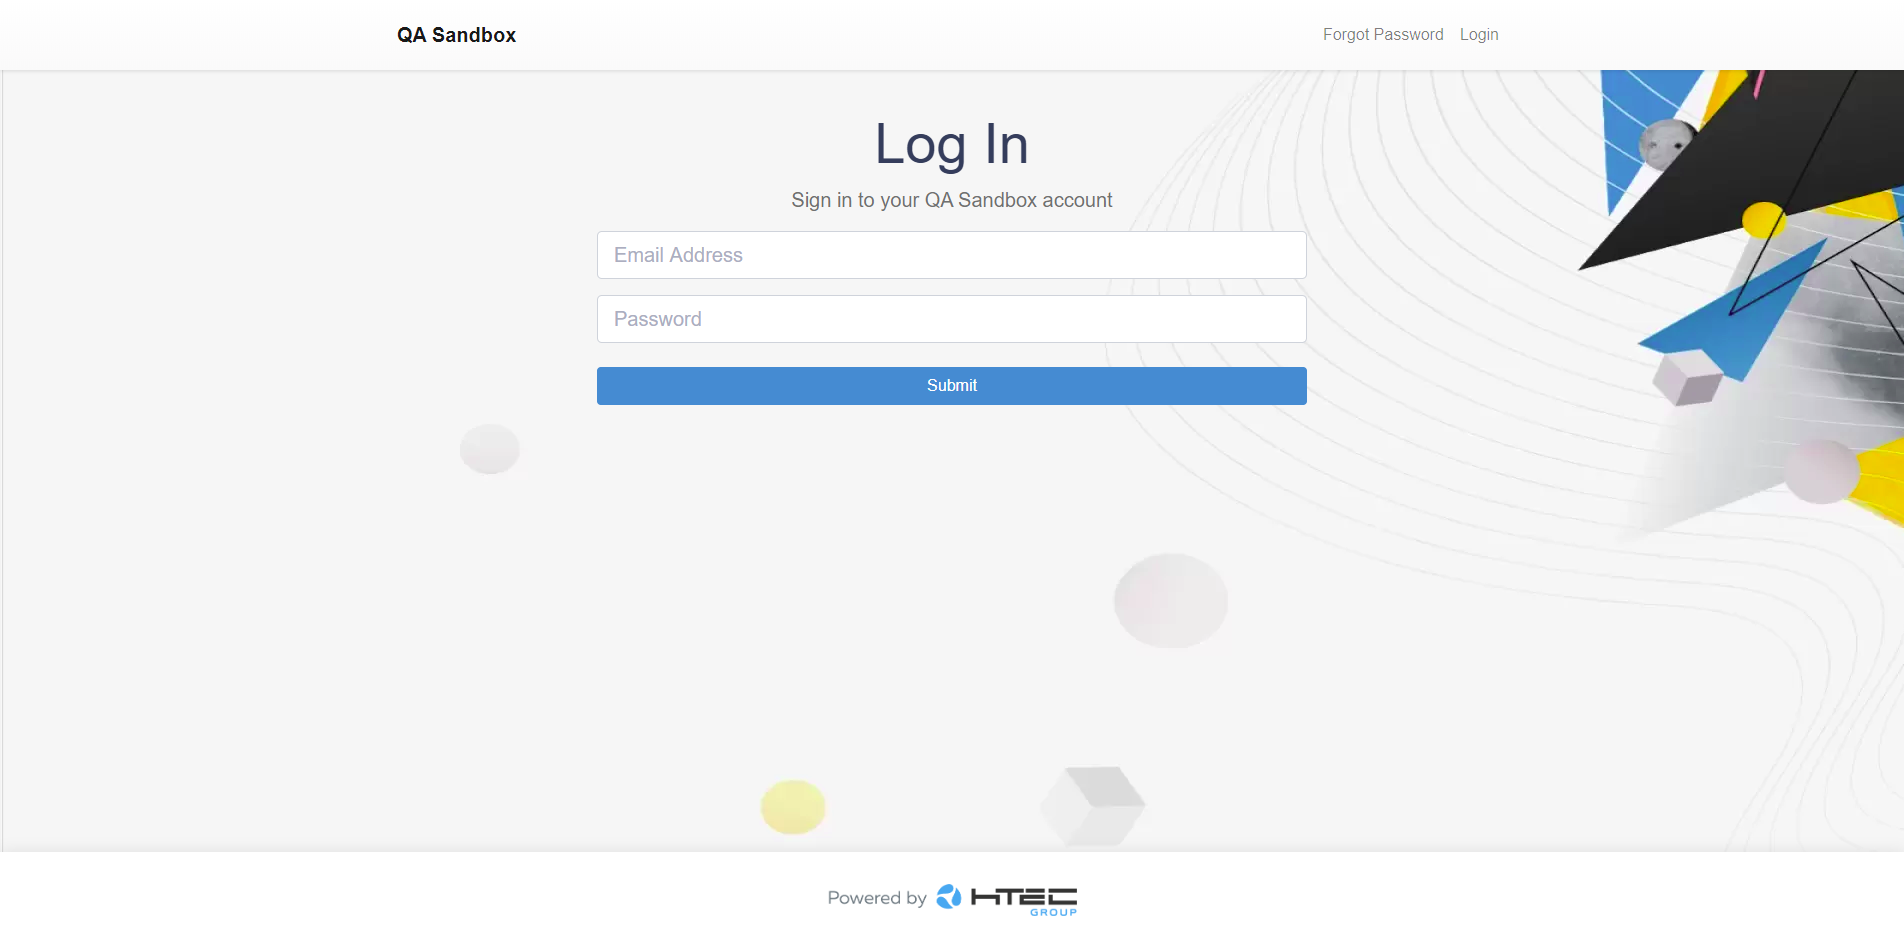 QA Sandbox
Forgot Password Login
Log In
Sign in to your QA Sandbox account
Email Address
Password
Submit
Powered by HTEC
GROUP